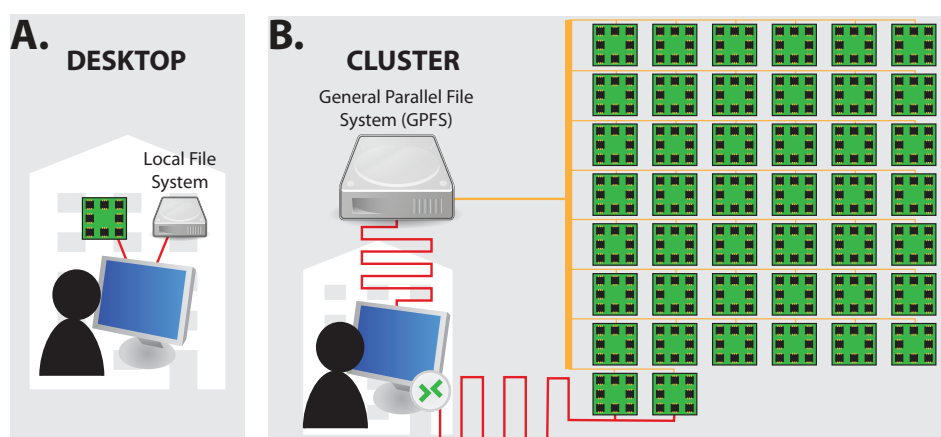 A.
DESKTOP
Local File
System
B.
CLUSTER
General Parallel File
System (GPFS)